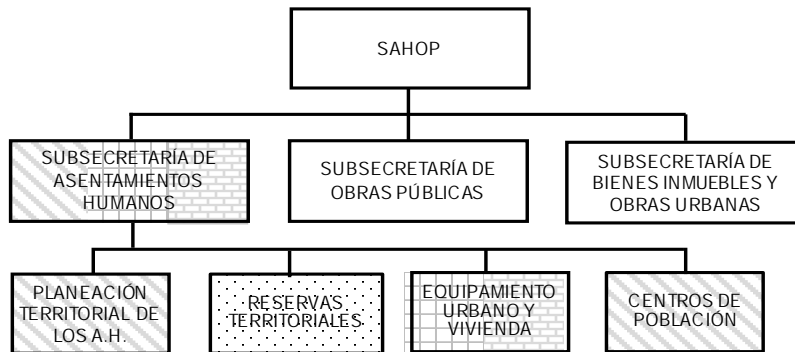 SAHOP
SUBSECRETARÍA DE
ASENTAMIENTOS
HUMANOS
SUBSECRETARÍA DE
OBRAS PÚBLICAS
SUBSECRETARÍA DE
BIENES INMUEBLES Y
OBRAS URBANAS
PLANEACIÓN
TERRITORIAL DE
LOS A.H.
RESERVAS
TERRITORIALES
EQUIPAMIENTO
URBANO Y
VIVIENDA
CENTROS DE
POBLACIÓN